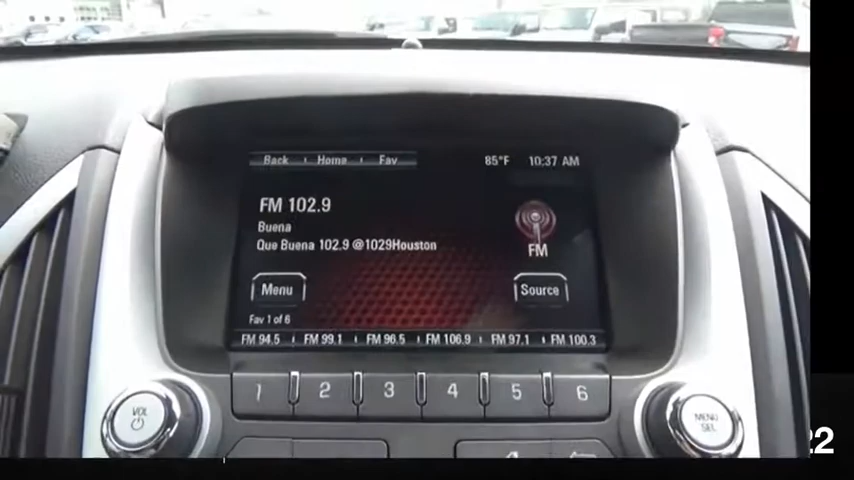 Back Home Fav 85°F 10:37 AM
FM 102.9
Buena
Que Buena 102.9 @1029Houston
FM
Menu
Source
Fav 1 of 6
FM 94.5 FM 99.1 FM 96.5 FM 106.9 FM 97.1 FM 100.3
1 2 3 4 5 6
VOL
MENU
SEL
22